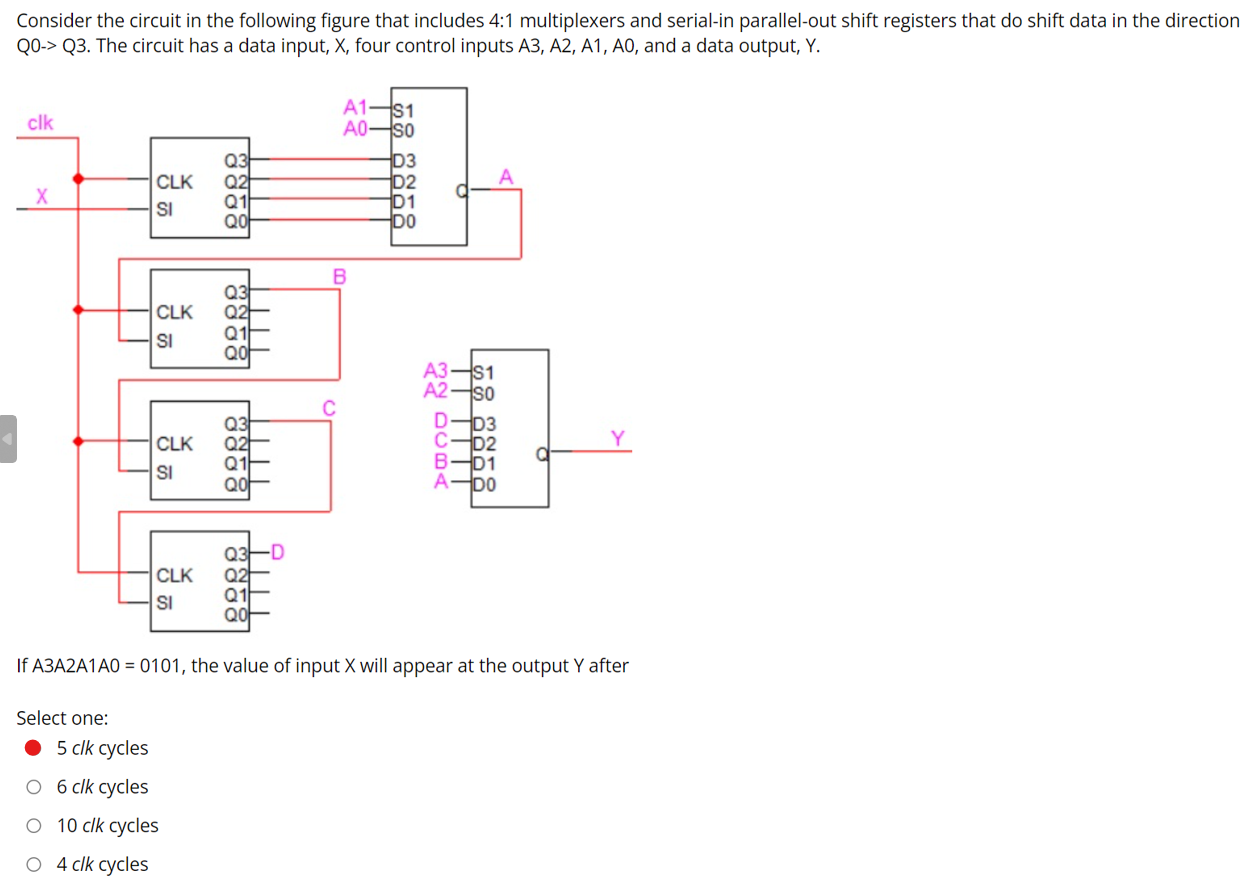 Consider the circuit in the following figure that includes 4:1 multiplexers and serial-in parallel-out shift registers that do shift data in the direction
Q0-> Q3. The circuit has a data input, X, four control inputs A3, A2, A1, A0, and a data output, Y.
clk
X
CLK
SI
Q3
Q2
Q1
Q0
A1
A0
S1
S0
D3
D2
D1
D0
Q
A
CLK
SI
Q3
Q2
Q1
Q0
B
CLK
SI
Q3
Q2
Q1
Q0
C
A3
A2
D
C
B
A
S1
S0
D3
D2
D1
D0
Q
Y
CLK
SI
Q3
Q2
Q1
Q0
D
If A3A2A1A0 = 0101, the value of input X will appear at the output Y after
Select one:
5 clk cycles
6 clk cycles
10 clk cycles
4 clk cycles